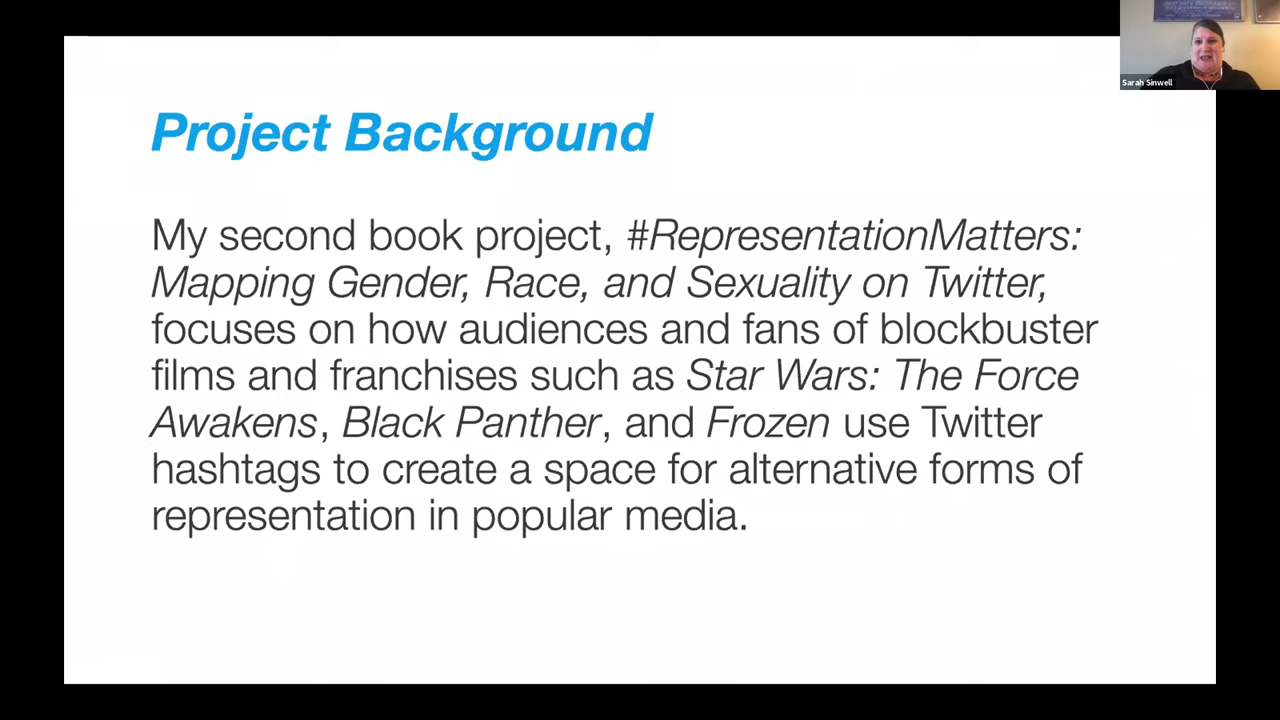 Sarah Sinwell
Project Background
My second book project, #RepresentationMatters:
Mapping Gender, Race, and Sexuality on Twitter,
focuses on how audiences and fans of blockbuster
films and franchises such as Star Wars: The Force
Awakens, Black Panther, and Frozen use Twitter
hashtags to create a space for alternative forms of
representation in popular media.